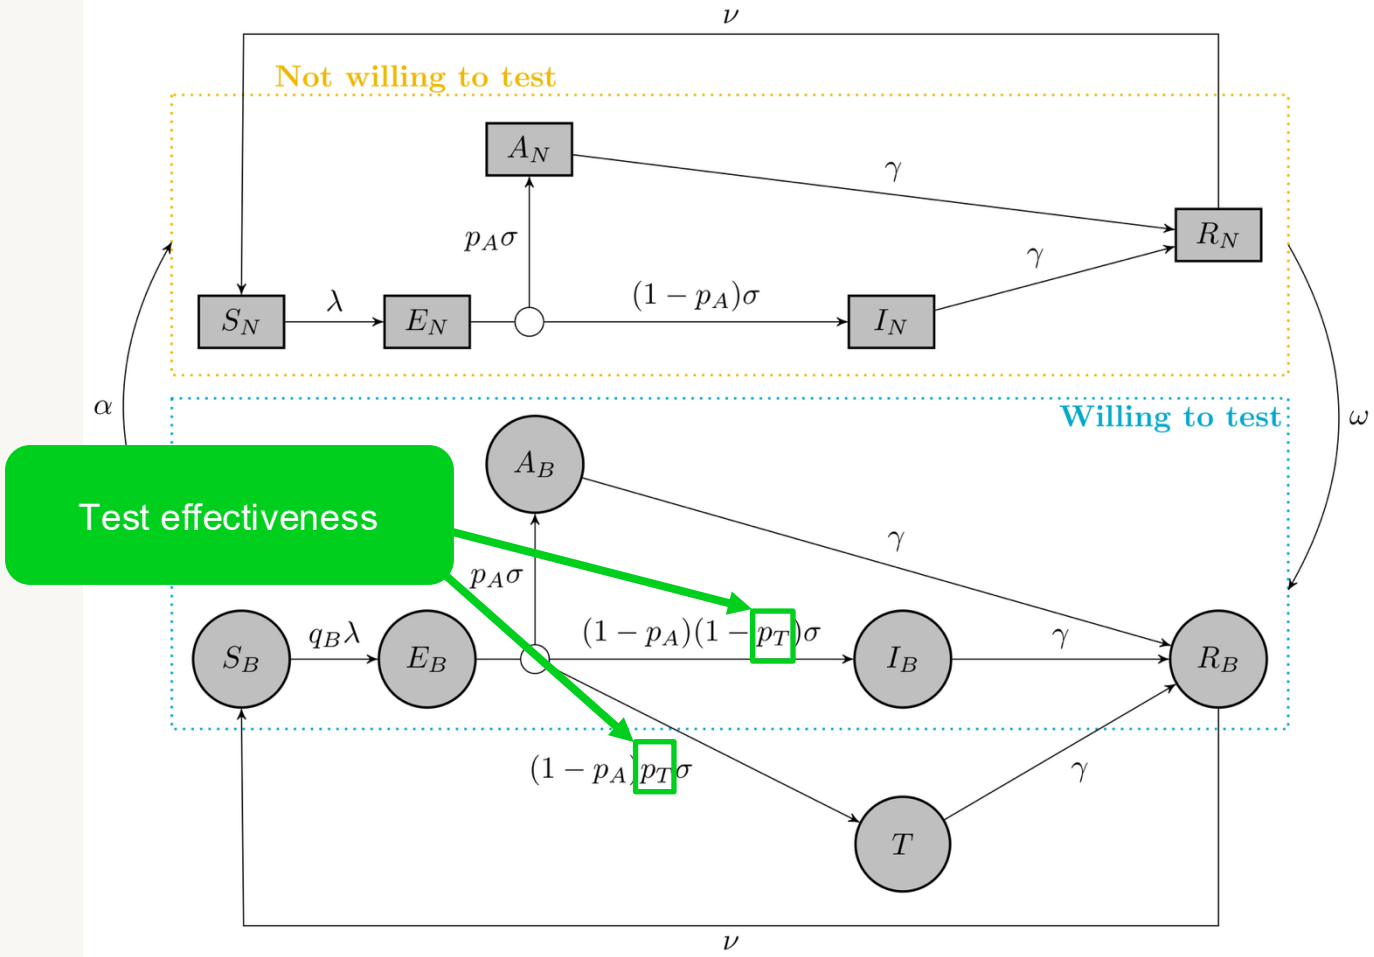 ν
Not willing to test
A_N
γ
R_N
p_Aσ
γ
(1 − p_A)σ
S_N
λ
E_N
I_N
α
Willing to test
ω
A_B
Test effectiveness
γ
p_Aσ
(1 − p_A)(1 − p_T)σ
S_B
q_Bλ
E_B
I_B
γ
R_B
(1 − p_A)p_Tσ
γ
T
ν